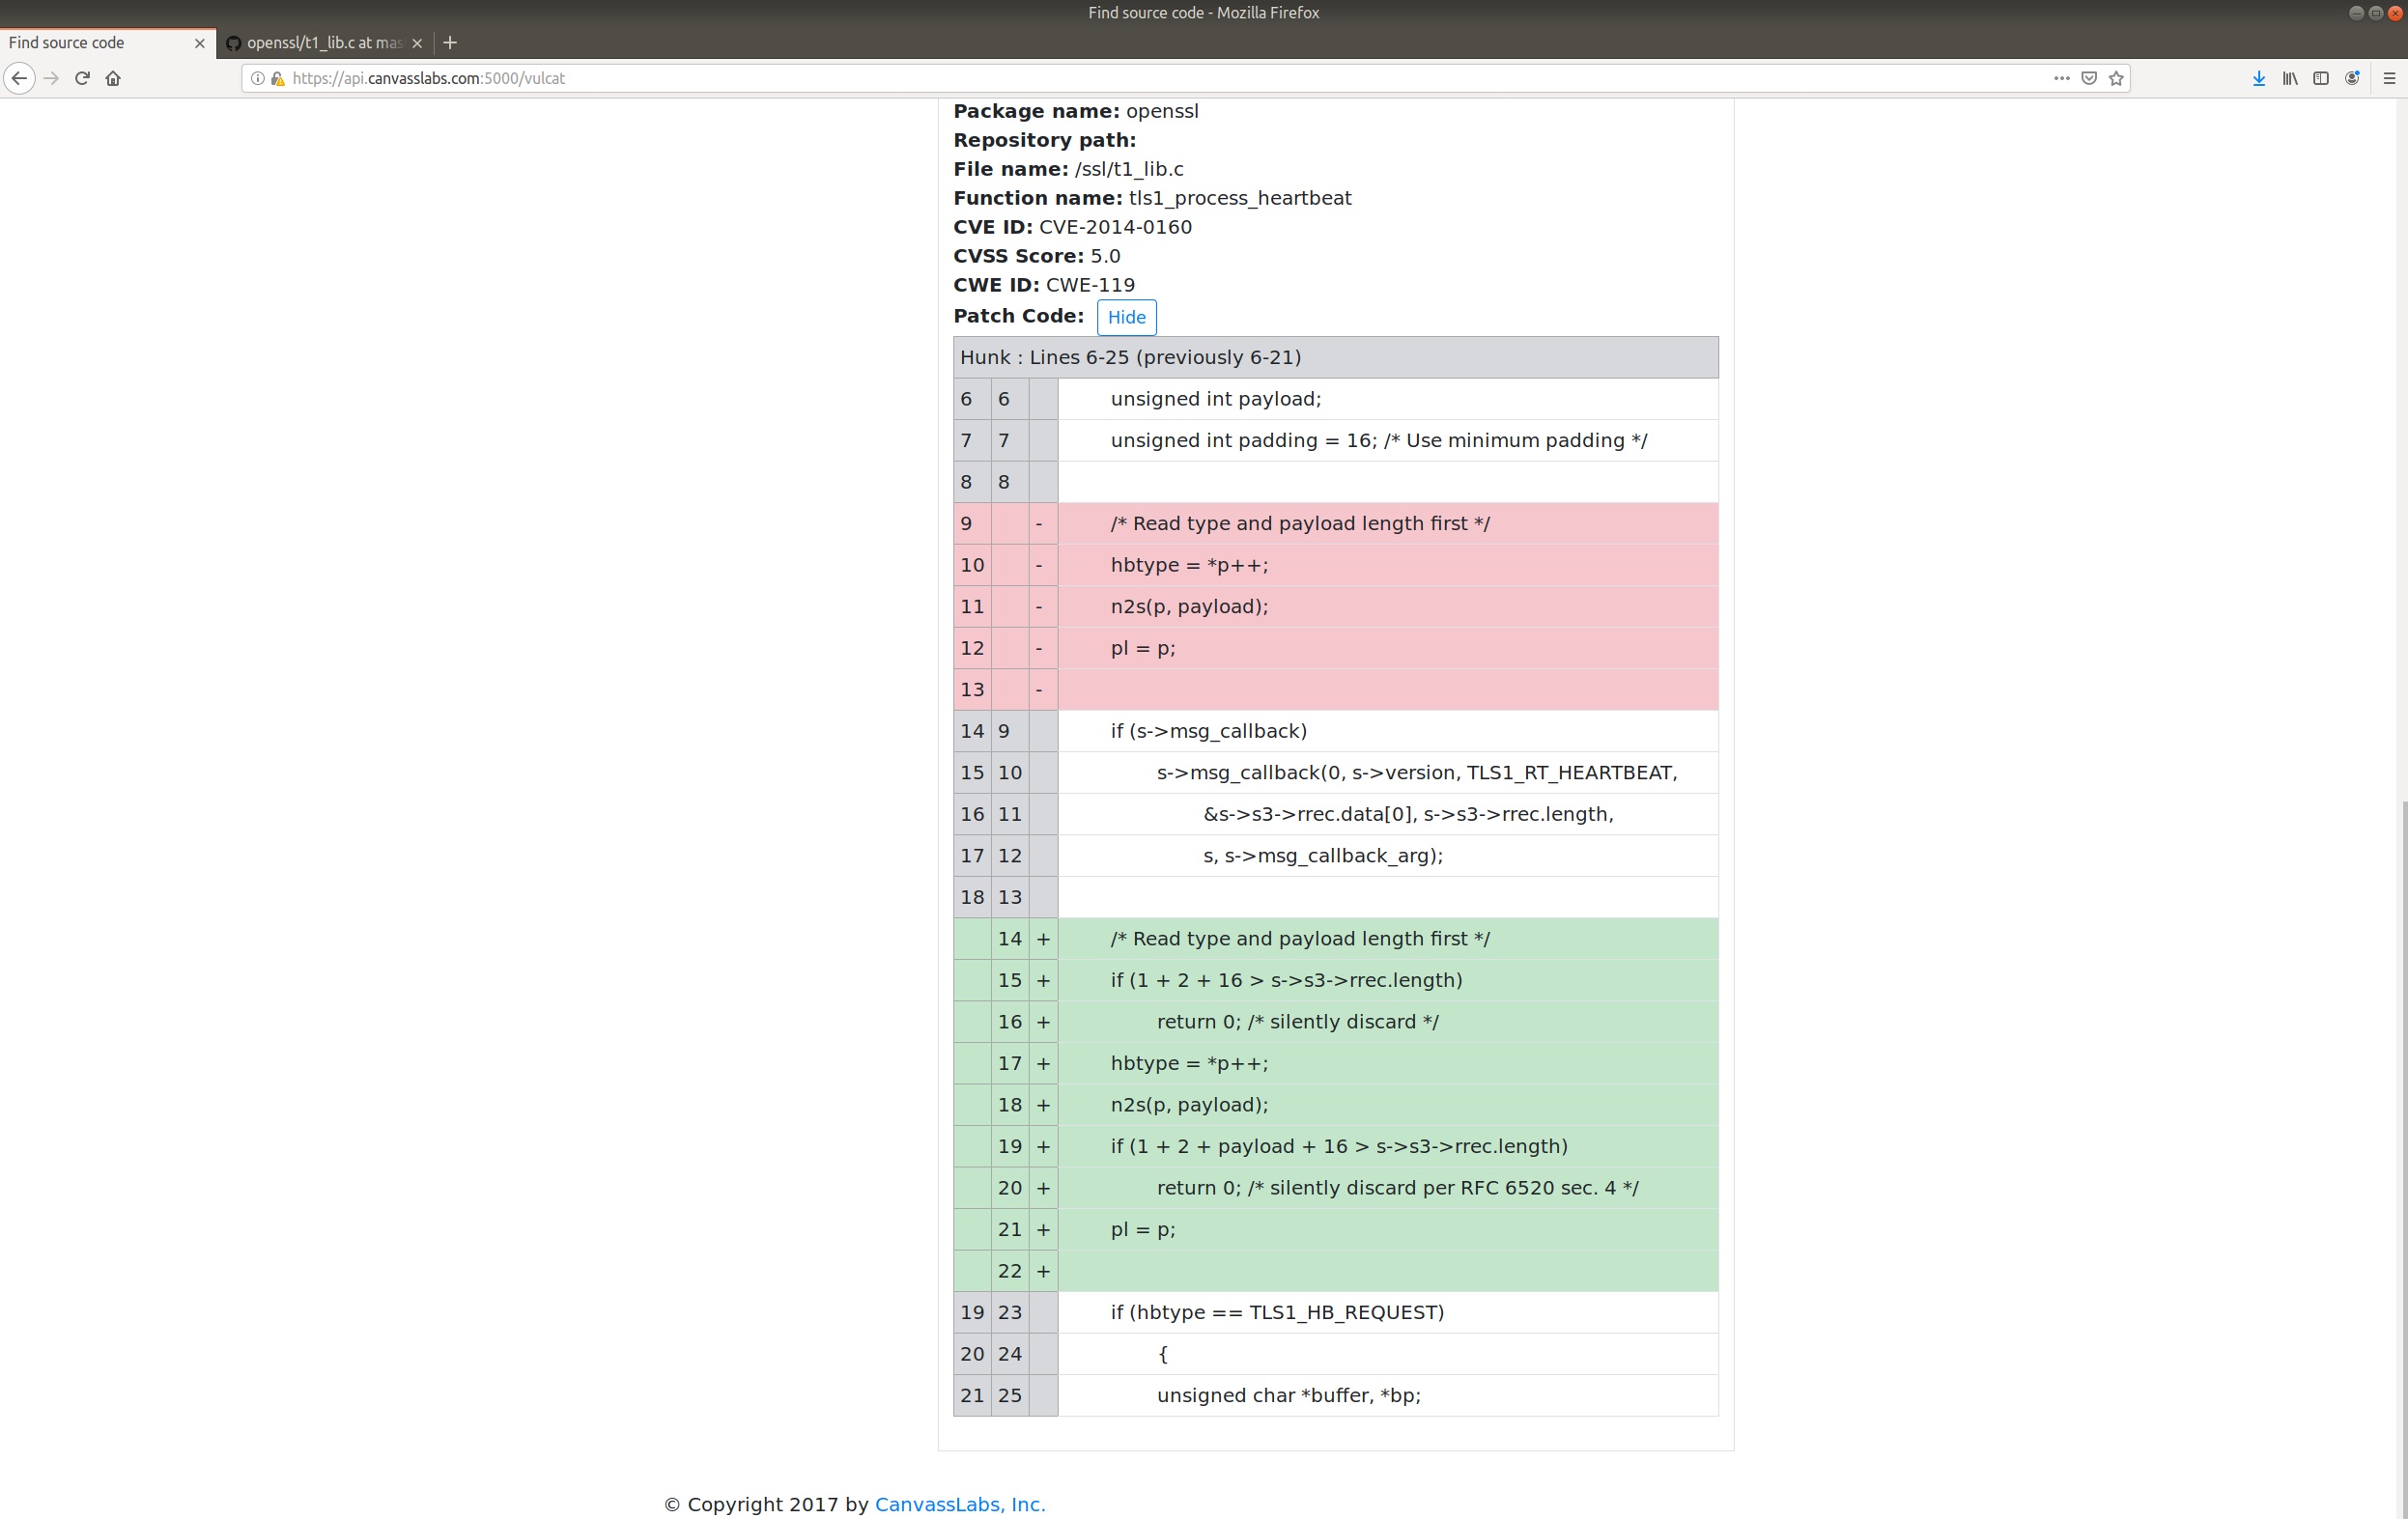 Find source code - Mozilla Firefox
Find source code
openssl/t1_lib.c at mas
https://api.canvasslabs.com:5000/vulcat
Package name: openssl
Repository path:
File name: /ssl/t1_lib.c
Function name: tls1_process_heartbeat
CVE ID: CVE-2014-0160
CVSS Score: 5.0
CWE ID: CWE-119
Patch Code: Hide
Hunk : Lines 6-25 (previously 6-21)
6 6 unsigned int payload;
7 7 unsigned int padding = 16; /* Use minimum padding */
8 8
9 - /* Read type and payload length first */
10 - hbtype = *p++;
11 - n2s(p, payload);
12 - pl = p;
13 -
14 9 if (s->msg_callback)
15 10 s->msg_callback(0, s->version, TLS1_RT_HEARTBEAT,
16 11 &s->s3->rrec.data[0], s->s3->rrec.length,
17 12 s, s->msg_callback_arg);
18 13
14 + /* Read type and payload length first */
15 + if (1 + 2 + 16 > s->s3->rrec.length)
16 + return 0; /* silently discard */
17 + hbtype = *p++;
18 + n2s(p, payload);
19 + if (1 + 2 + payload + 16 > s->s3->rrec.length)
20 + return 0; /* silently discard per RFC 6520 sec. 4 */
21 + pl = p;
22 +
19 23 if (hbtype == TLS1_HB_REQUEST)
20 24 {
21 25 unsigned char *buffer, *bp;
© Copyright 2017 by CanvassLabs, Inc.